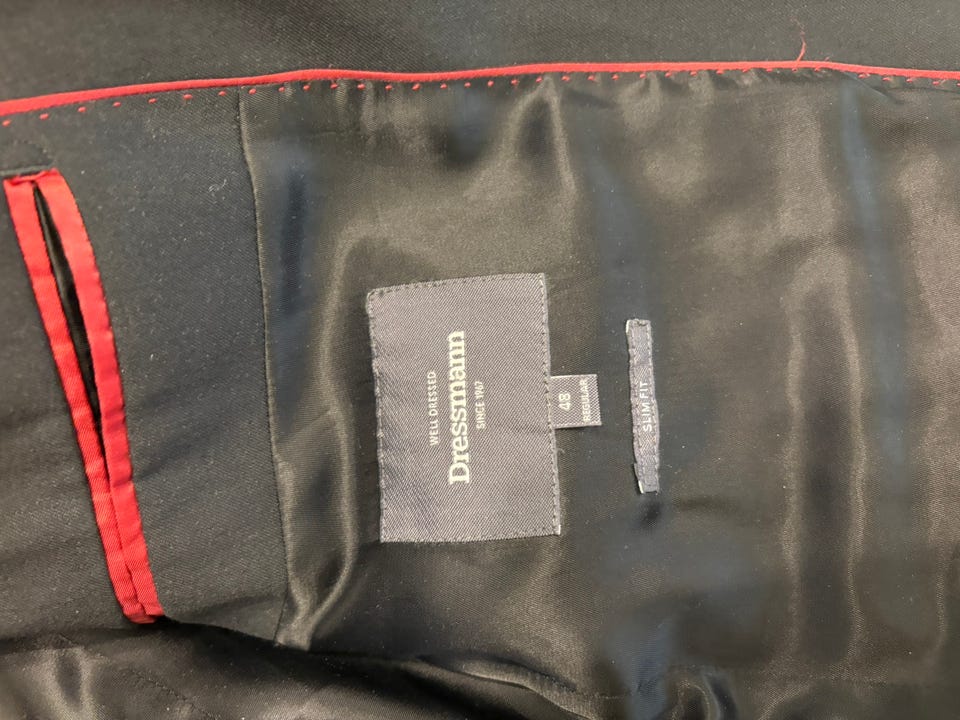 WELL DRESSED
Dressmann
SINCE 1967
48
REGULAR
SLIM FIT